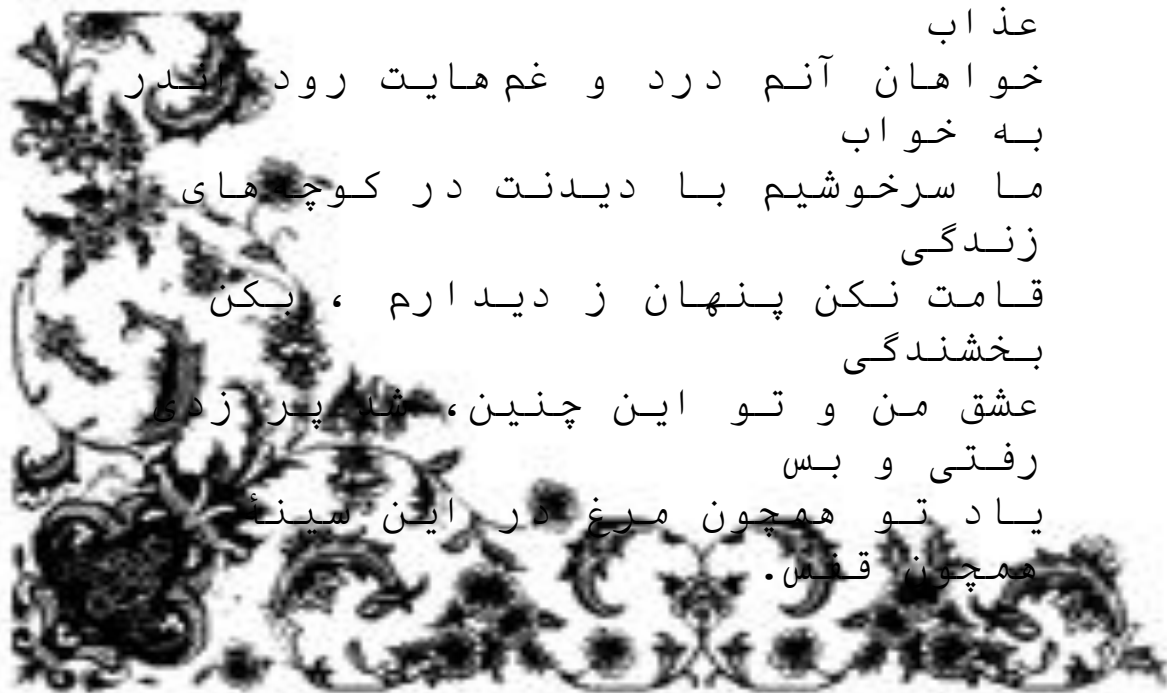 عذاب
خواهان آنم درد و غم‌هایت رود اندر
به خواب
ما سرخوشیم با دیدنت در کوچه‌های
زندگی
قامت نکن پنهان ز دیدارم ، بکن
بخشندگی
عشق من و تو این چنین، شد پر زدی
رفتی و بس
یاد تو همچون مرغ در این سینهٔ
همچون قفس.